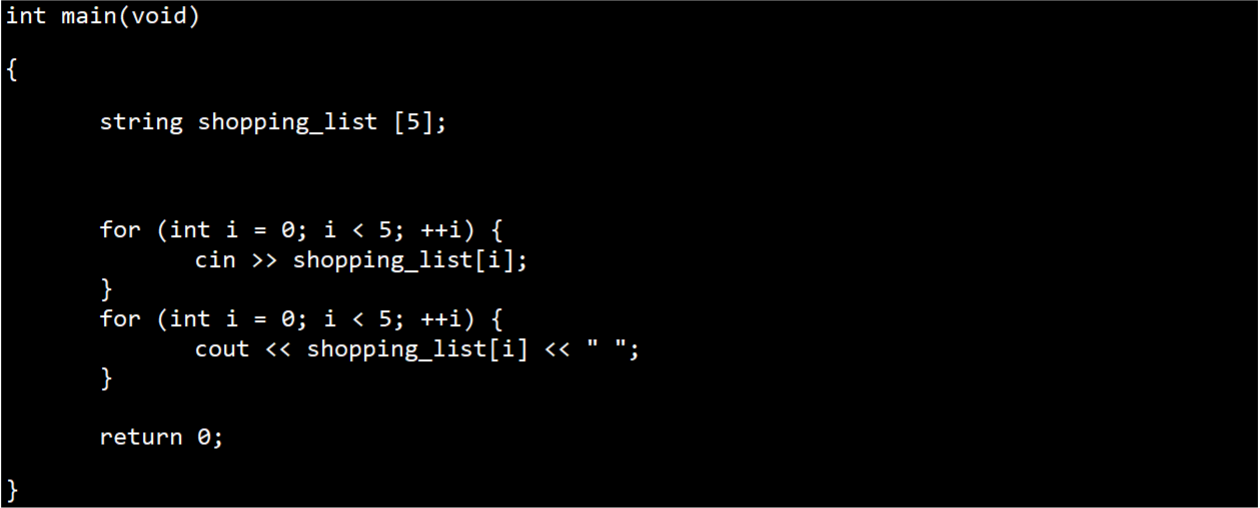 int main(void)
{
string shopping_list [5];
for (int i = 0; i < 5; ++i) {
cin >> shopping_list[i];
}
for (int i = 0; i < 5; ++i) {
cout << shopping_list[i] << " ";
}
return 0;
}